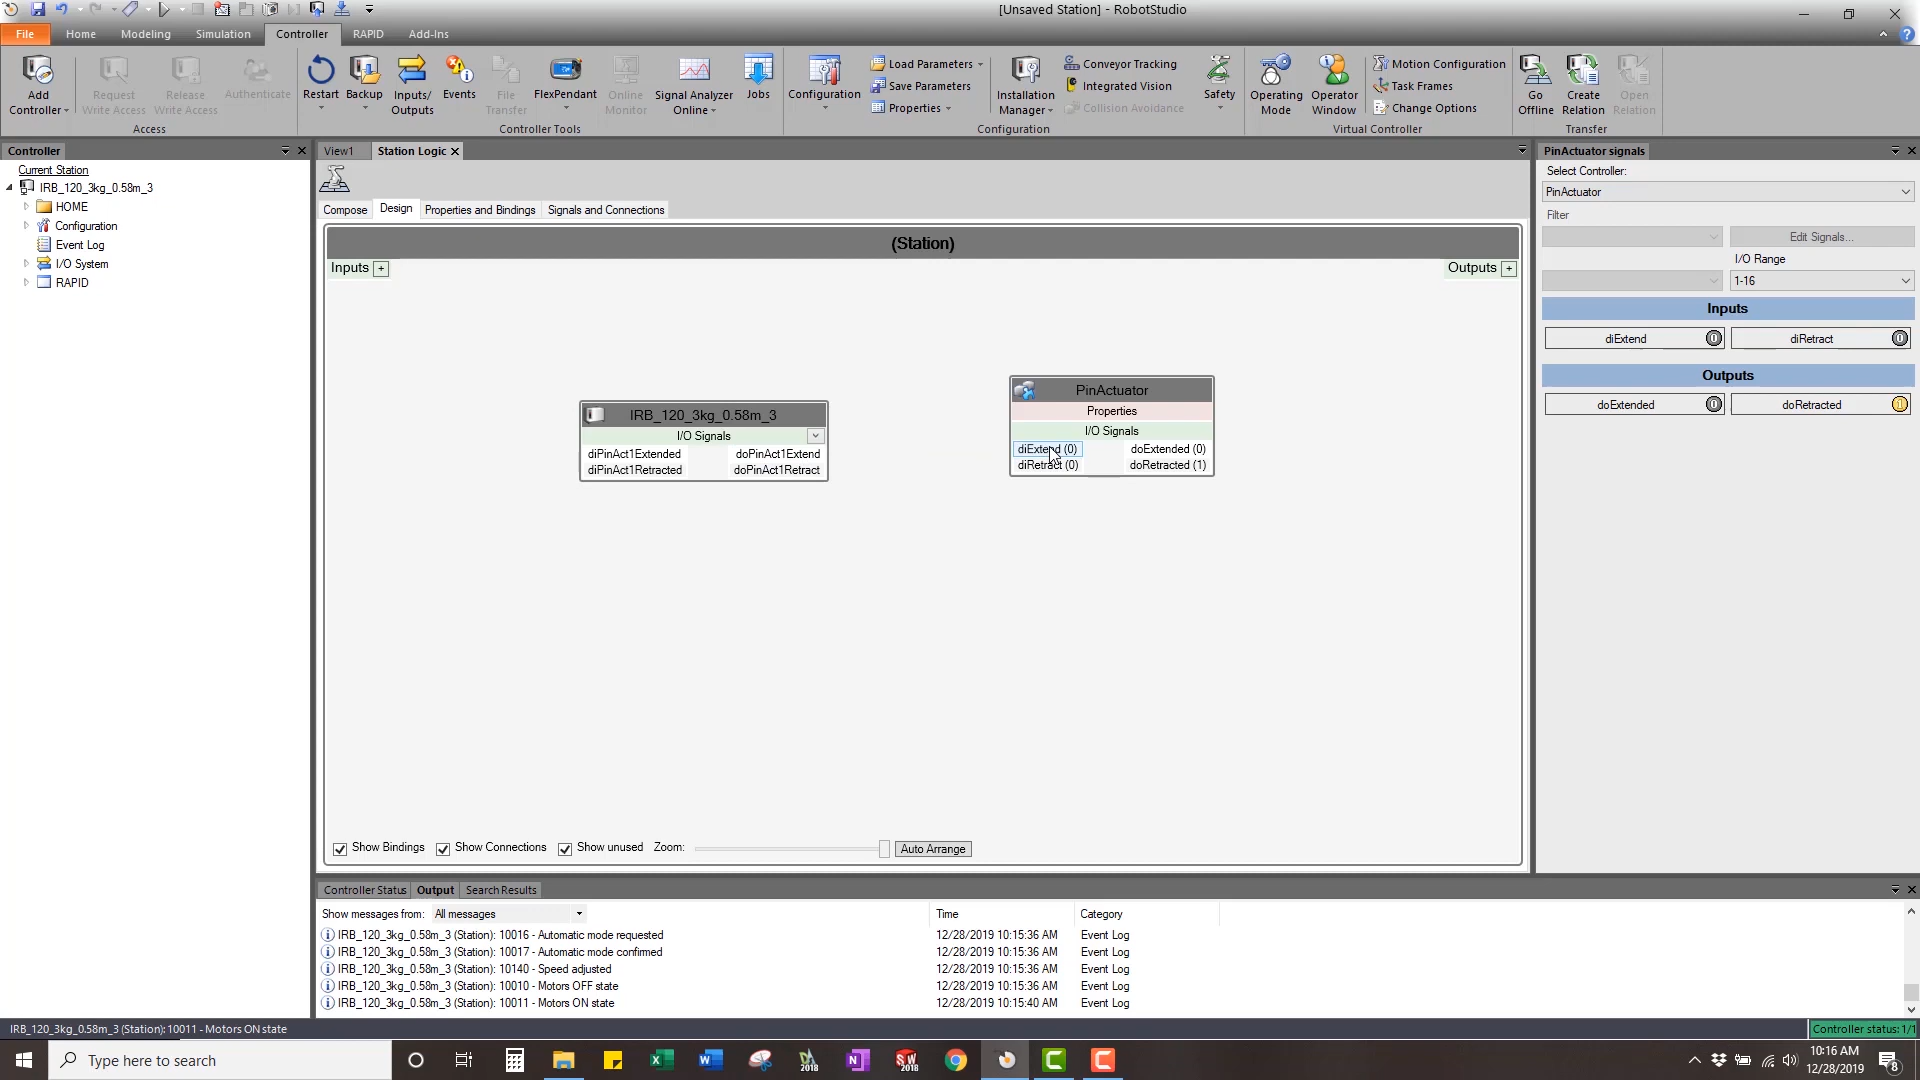 [Unsaved Station] - RobotStudio
File Home Modeling Simulation Controller RAPID Add-Ins
Add Controller
Request Write Access
Release Write Access
Authenticate
Access
Restart
Backup
Inputs/ Outputs
Events
File Transfer
FlexPendant
Online Monitor
Signal Analyzer Online
Jobs
Controller Tools
Configuration
Load Parameters
Save Parameters
Properties
Installation Manager
Conveyor Tracking
Integrated Vision
Collision Avoidance
Safety
Configuration
Operating Mode
Operator Window
Motion Configuration
Task Frames
Change Options
Virtual Controller
Go Offline
Create Relation
Open Relation
Transfer
Controller
Current Station
IRB_120_3kg_0.58m_3
HOME
Configuration
Event Log
I/O System
RAPID
View1 Station Logic
Compose Design Properties and Bindings Signals and Connections
(Station)
Inputs + Outputs +
IRB_120_3kg_0.58m_3
I/O Signals
diPinAct1Extended doPinAct1Extend
diPinAct1Retracted doPinAct1Retract
PinActuator
Properties
I/O Signals
diExtend (0) doExtended (0)
diRetract (0) doRetracted (1)
Show Bindings Show Connections Show unused Zoom: Auto Arrange
PinActuator signals
Select Controller:
PinActuator
Filter
Edit Signals...
I/O Range
1-16
Inputs
diExtend 0 diRetract 0
Outputs
doExtended 0 doRetracted 1
Controller Status Output Search Results
Show messages from: All messages Time Category
IRB_120_3kg_0.58m_3 (Station): 10016 - Automatic mode requested 12/28/2019 10:15:36 AM Event Log
IRB_120_3kg_0.58m_3 (Station): 10017 - Automatic mode confirmed 12/28/2019 10:15:36 AM Event Log
IRB_120_3kg_0.58m_3 (Station): 10140 - Speed adjusted 12/28/2019 10:15:36 AM Event Log
IRB_120_3kg_0.58m_3 (Station): 10010 - Motors OFF state 12/28/2019 10:15:36 AM Event Log
IRB_120_3kg_0.58m_3 (Station): 10011 - Motors ON state 12/28/2019 10:15:40 AM Event Log
IRB_120_3kg_0.58m_3 (Station): 10011 - Motors ON state Controller status: 1/1
Type here to search
2018
2018
10:16 AM
12/28/2019
8